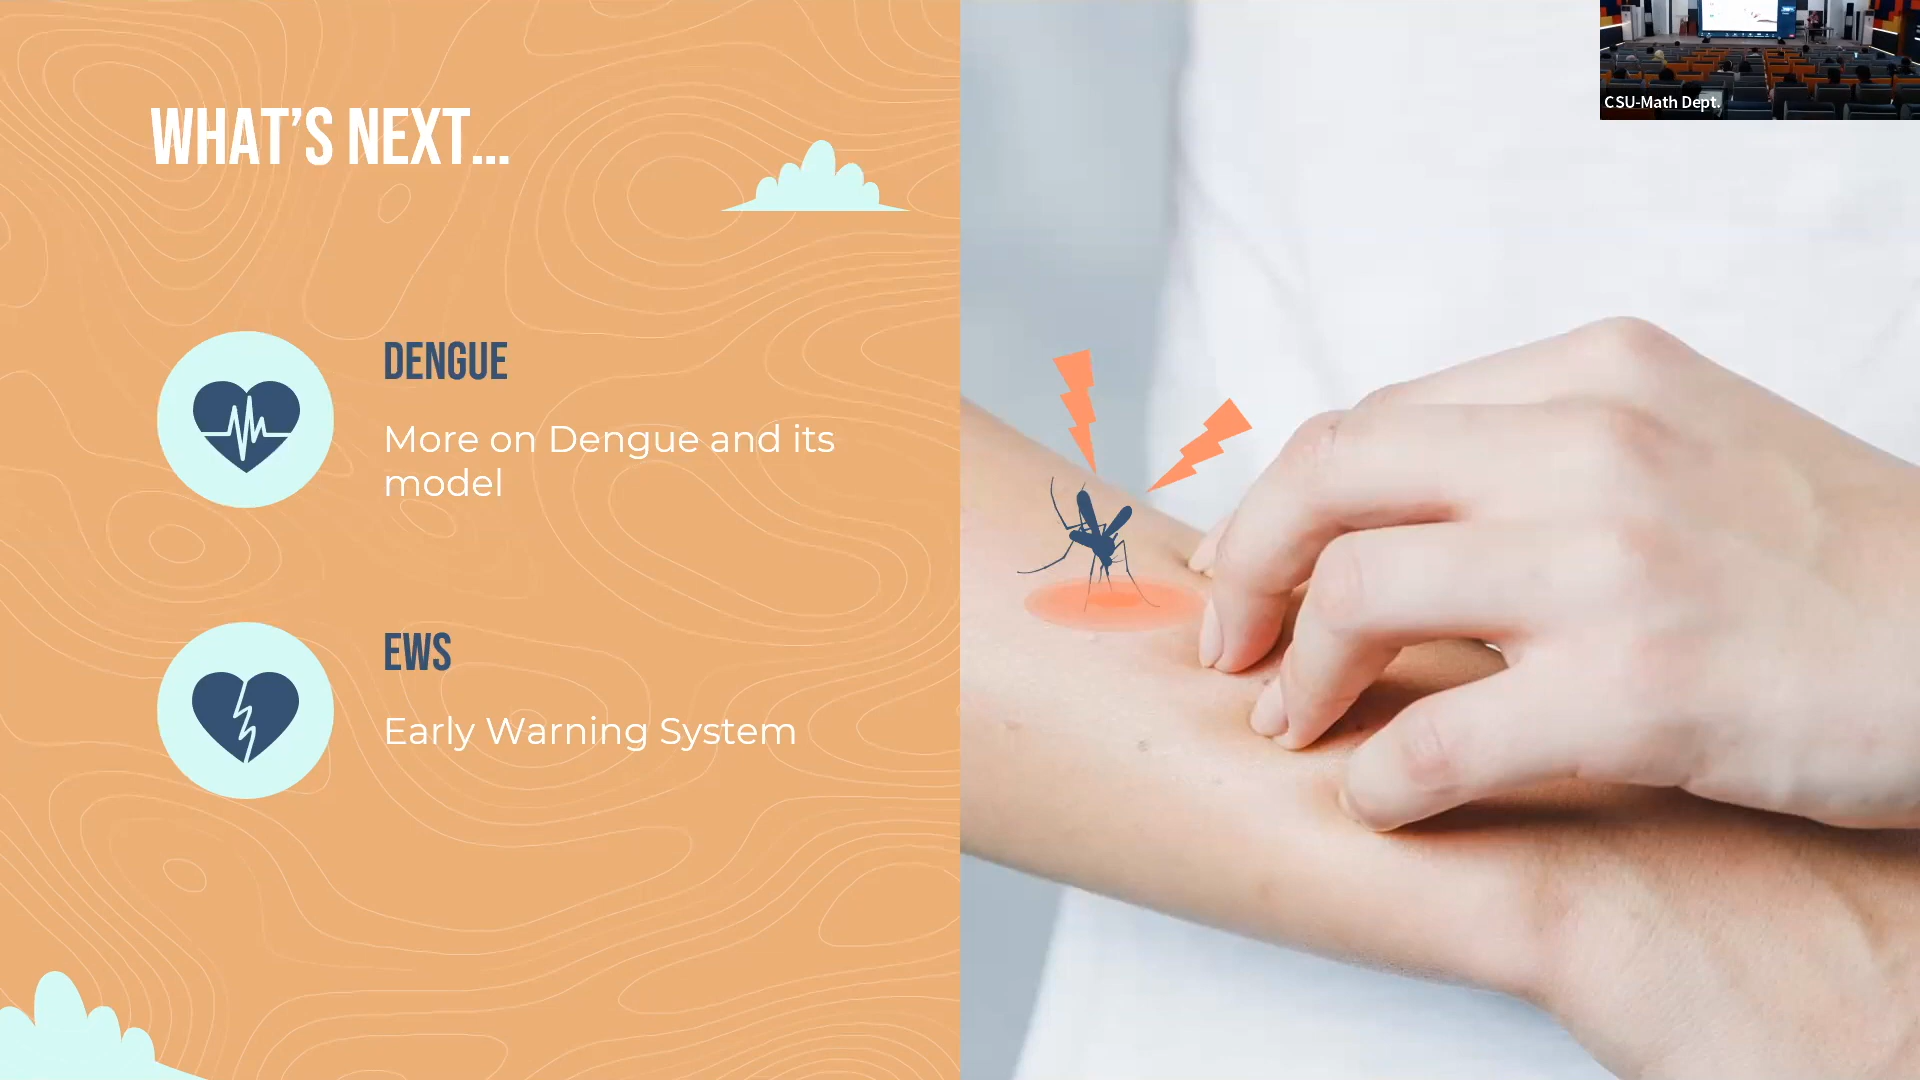 WHAT'S NEXT...
DENGUE
More on Dengue and its
model
EWS
Early Warning System
CSU-Math Dept.